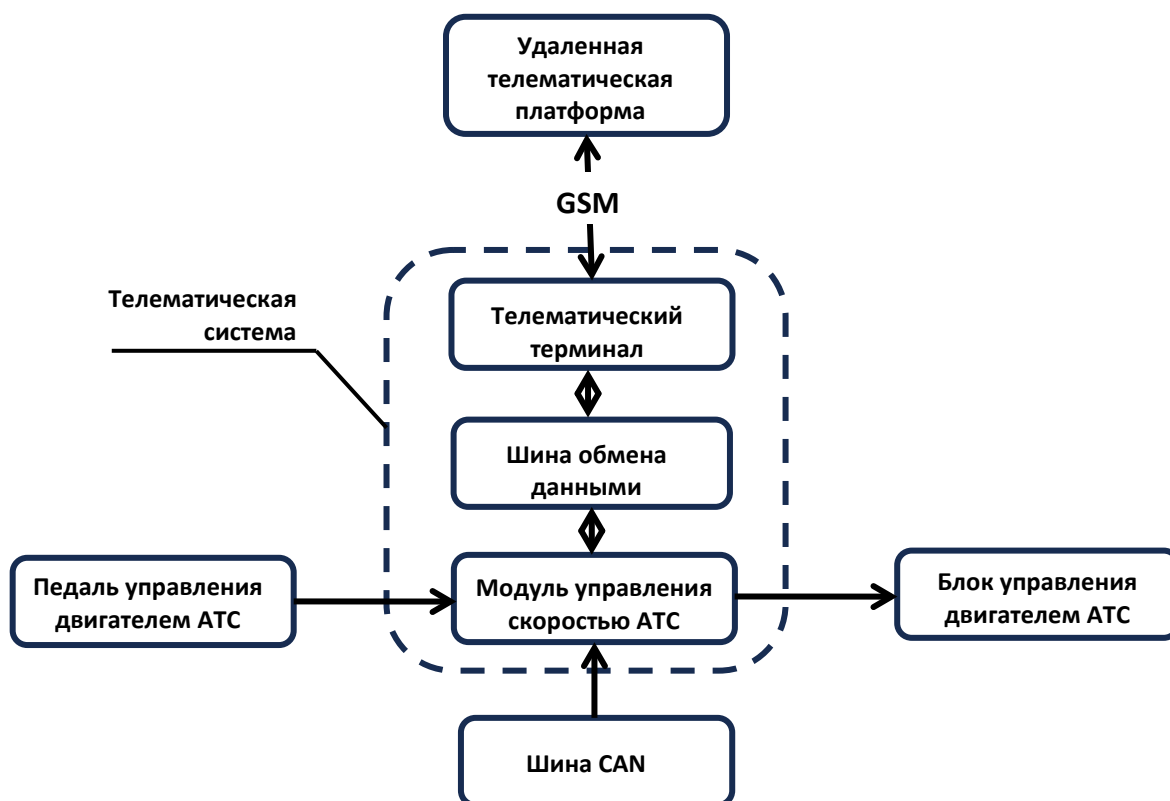 Удаленная
телематическая
платформа
GSM
Телематическая
система
Телематический
терминал
Шина обмена
данными
Педаль управления
двигателем АТС
Модуль управления
скоростью АТС
Блок управления
двигателем АТС
Шина CAN